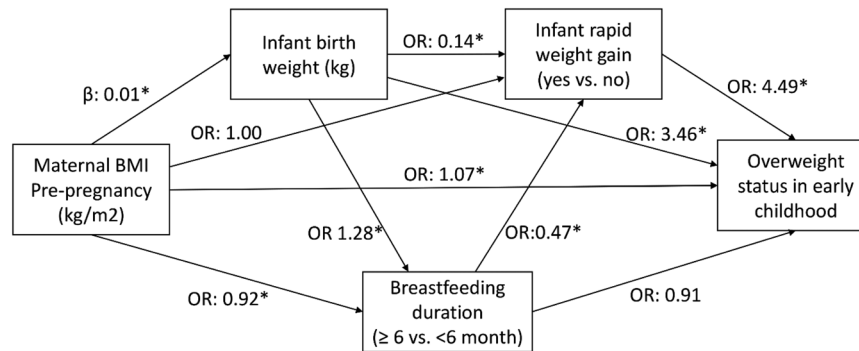 Infant birth
weight (kg)
OR: 0.14*
Infant rapid
weight gain
(yes vs. no)
β: 0.01*
OR: 1.00
OR: 4.49*
OR: 3.46*
Maternal BMI
Pre-pregnancy
(kg/m2)
OR: 1.07*
Overweight
status in early
childhood
OR 1.28*
OR:0.47*
OR: 0.92*
Breastfeeding
duration
(≥ 6 vs. <6 month)
OR: 0.91